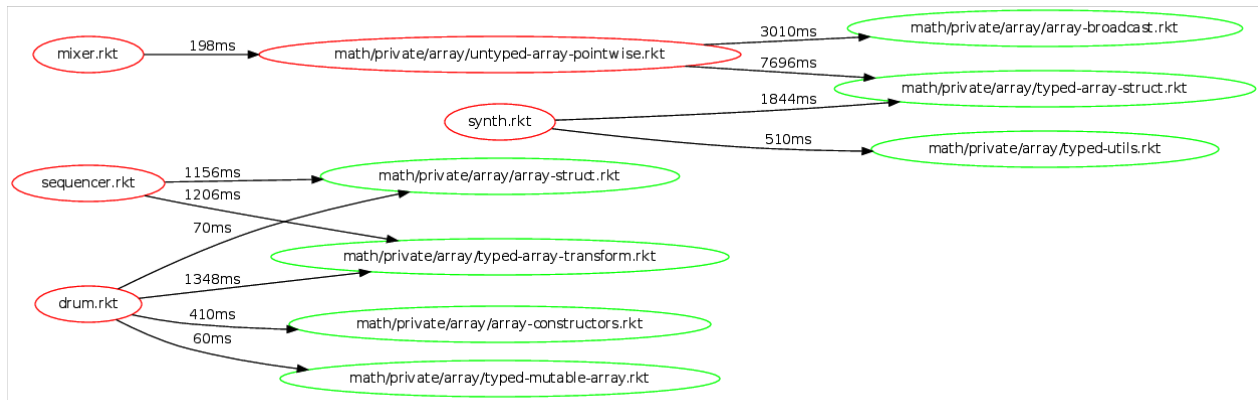 mixer.rkt
198ms
math/private/array/untyped-array-pointwise.rkt
3010ms
math/private/array/array-broadcast.rkt
7696ms
math/private/array/typed-array-struct.rkt
synth.rkt
1844ms
510ms
math/private/array/typed-utils.rkt
sequencer.rkt
1156ms
math/private/array/array-struct.rkt
1206ms
70ms
math/private/array/typed-array-transform.rkt
drum.rkt
1348ms
410ms
math/private/array/array-constructors.rkt
60ms
math/private/array/typed-mutable-array.rkt